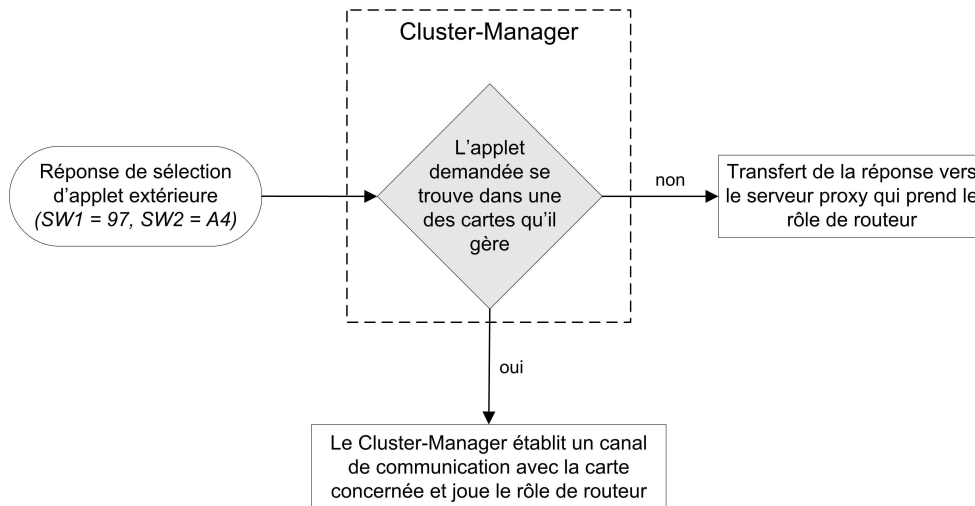 Cluster-Manager
Réponse de sélection
d’applet extérieure
(SW1 = 97, SW2 = A4)
L’applet
demandée se
trouve dans une
des cartes qu’il
gère
non
Transfert de la réponse vers
le serveur proxy qui prend le
rôle de routeur
oui
Le Cluster-Manager établit un canal
de communication avec la carte
concernée et joue le rôle de routeur